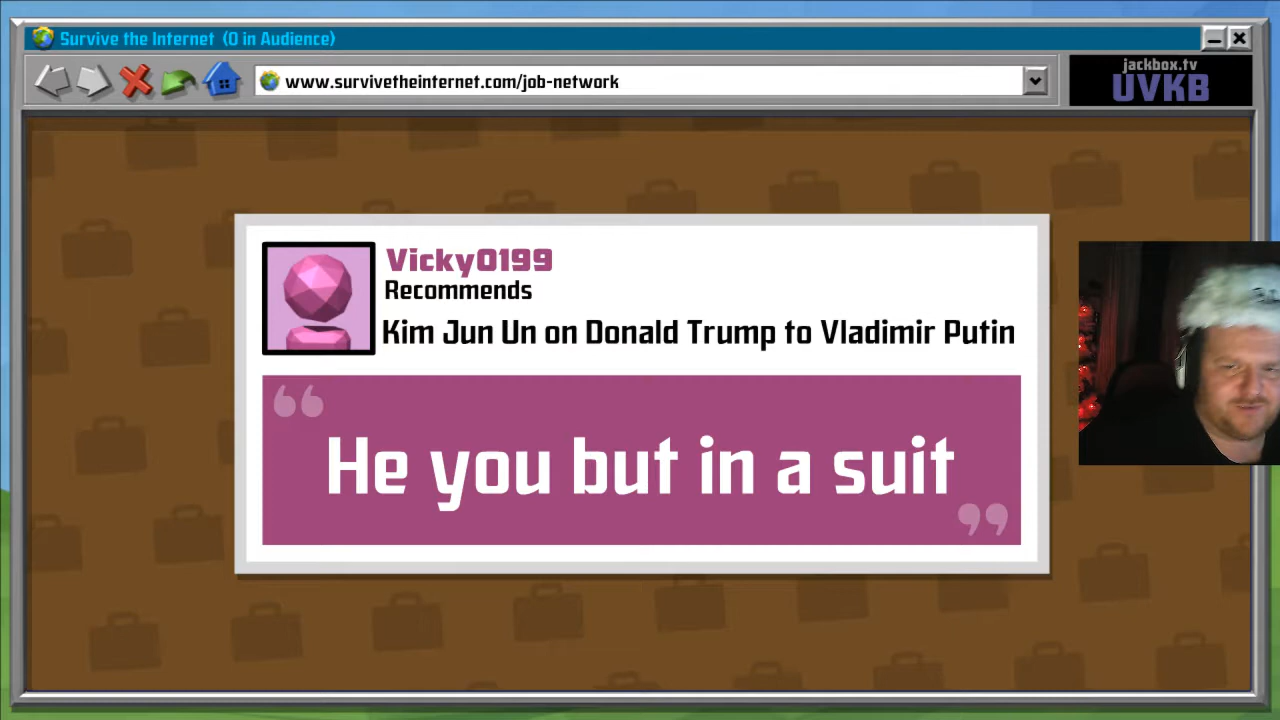 Survive the Internet (0 in Audience)
www.survivetheinternet.com/job-network
jackbox.tv
UVKB
Vicky0199
Recommends
Kim Jun Un on Donald Trump to Vladimir Putin
“
He you but in a suit
”